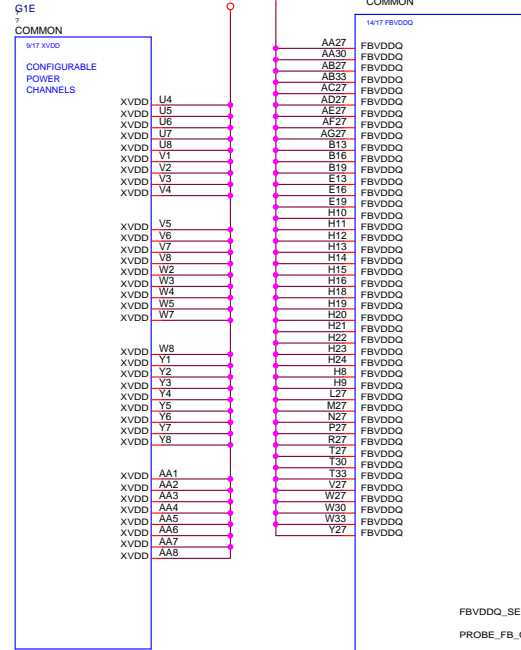 G1E
?
?
COMMON
9/17 XVDD
CONFIGURABLE
POWER
CHANNELS
XVDD U4
XVDD U5
XVDD U6
XVDD U7
XVDD U8
XVDD V1
XVDD V2
XVDD V3
XVDD V4
XVDD V5
XVDD V6
XVDD V7
XVDD V8
XVDD W2
XVDD W3
XVDD W4
XVDD W5
XVDD W7
XVDD W8
XVDD Y1
XVDD Y2
XVDD Y3
XVDD Y4
XVDD Y5
XVDD Y6
XVDD Y7
XVDD Y8
XVDD AA1
XVDD AA2
XVDD AA3
XVDD AA4
XVDD AA5
XVDD AA6
XVDD AA7
XVDD AA8
COMMON
14/17 FBVDDQ
AA27 FBVDDQ
AA30 FBVDDQ
AB27 FBVDDQ
AB33 FBVDDQ
AC27 FBVDDQ
AD27 FBVDDQ
AE27 FBVDDQ
AF27 FBVDDQ
AG27 FBVDDQ
B13 FBVDDQ
B16 FBVDDQ
B19 FBVDDQ
E13 FBVDDQ
E16 FBVDDQ
E19 FBVDDQ
H10 FBVDDQ
H11 FBVDDQ
H12 FBVDDQ
H13 FBVDDQ
H14 FBVDDQ
H15 FBVDDQ
H16 FBVDDQ
H18 FBVDDQ
H19 FBVDDQ
H20 FBVDDQ
H21 FBVDDQ
H22 FBVDDQ
H23 FBVDDQ
H24 FBVDDQ
H8 FBVDDQ
H9 FBVDDQ
L27 FBVDDQ
M27 FBVDDQ
N27 FBVDDQ
P27 FBVDDQ
R27 FBVDDQ
T27 FBVDDQ
T30 FBVDDQ
T33 FBVDDQ
V27 FBVDDQ
W27 FBVDDQ
W30 FBVDDQ
W33 FBVDDQ
Y27 FBVDDQ
FBVDDQ_SE
PROBE_FB_